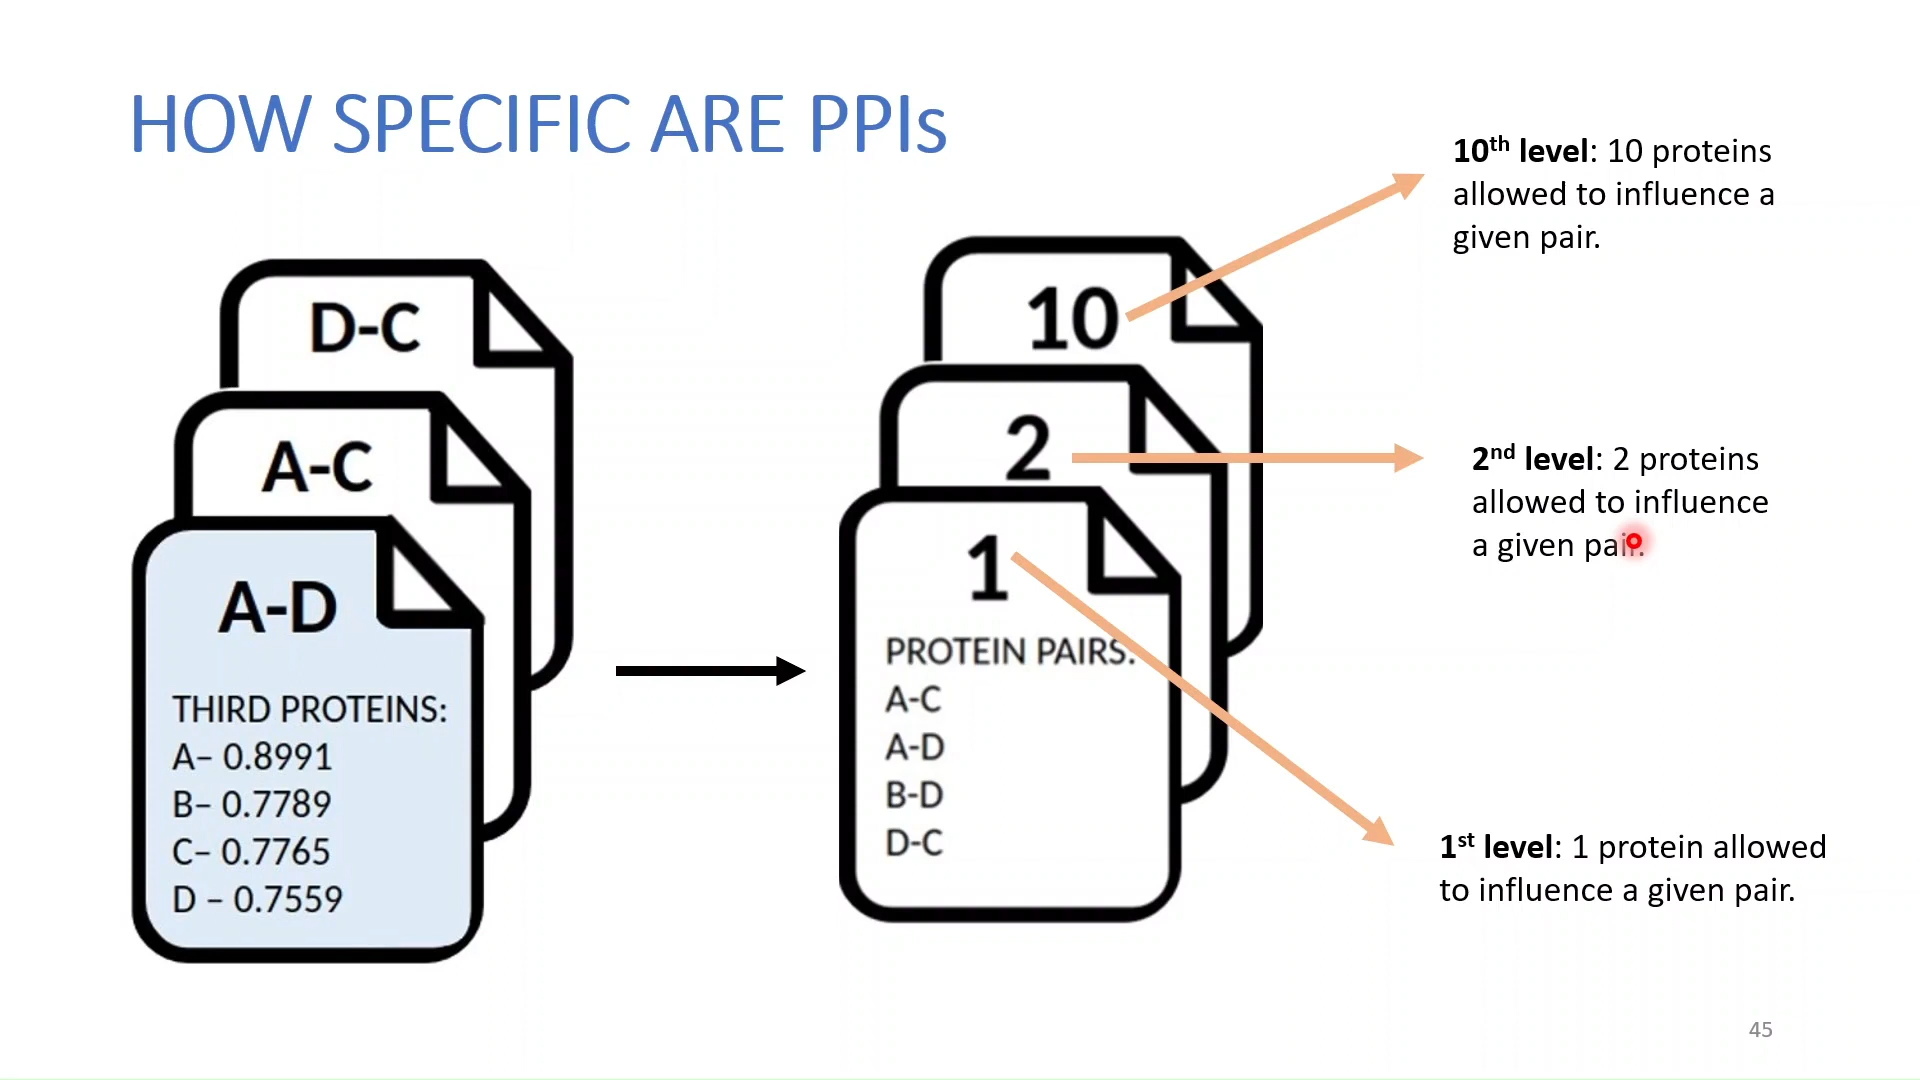 HOW SPECIFIC ARE PPIs
D-C
A-C
A-D
THIRD PROTEINS:
A– 0.8991
B– 0.7789
C– 0.7765
D – 0.7559
10
2
1
PROTEIN PAIRS:
A-C
A-D
B-D
D-C
10th level: 10 proteins
allowed to influence a
given pair.
2nd level: 2 proteins
allowed to influence
a given pair.
1st level: 1 protein allowed
to influence a given pair.
45